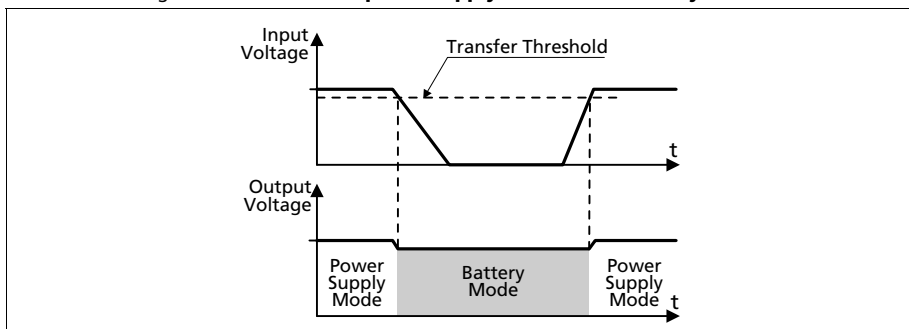 Input
Voltage
Transfer Threshold
t
Output
Voltage
Power
Supply
Mode
Battery
Mode
Power
Supply
Mode
t